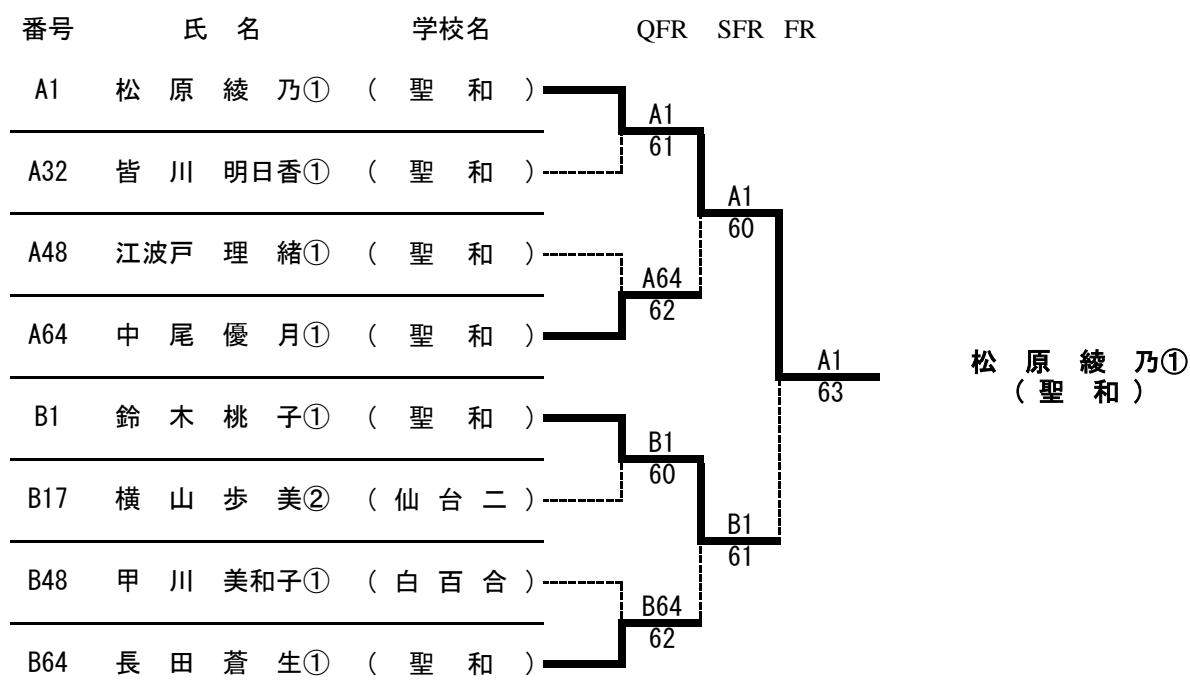 番号 氏 名 学校名 QFR SFR FR
A1 松 原 綾 乃① ( 聖 和 )
A1
61
A32 皆 川 明日香① ( 聖 和 )
A1
60
A48 江波戸 理 緒① ( 聖 和 )
A64
62
A64 中 尾 優 月① ( 聖 和 )
A1
63
松 原 綾 乃①
( 聖 和 )
B1 鈴 木 桃 子① ( 聖 和 )
B1
60
B17 横 山 歩 美② ( 仙 台 二 )
B1
61
B48 甲 川 美和子① ( 白 百 合 )
B64
62
B64 長 田 蒼 生① ( 聖 和 )